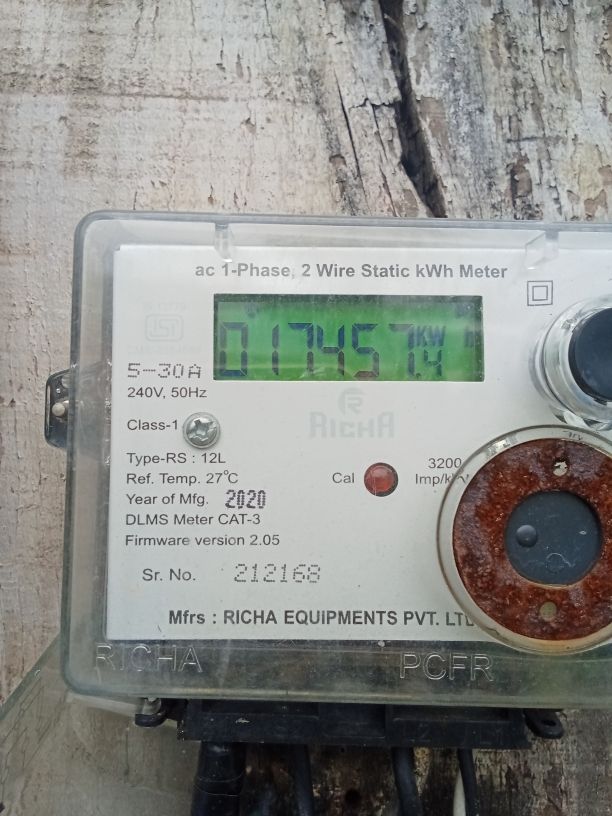 ac 1-Phase, 2 Wire Static kWh Meter
ISI
017457.4 KW h
5-30A
240V, 50Hz
RICHA
Class-1
Type-RS : 12L
Cal
3200
Ref. Temp. 27°C
Year of Mfg. 2020
DLMS Meter CAT-3
Firmware version 2.05
Sr. No. 212168
Mfrs : RICHA EQUiPMENTS PVT.
RICHA PCFR